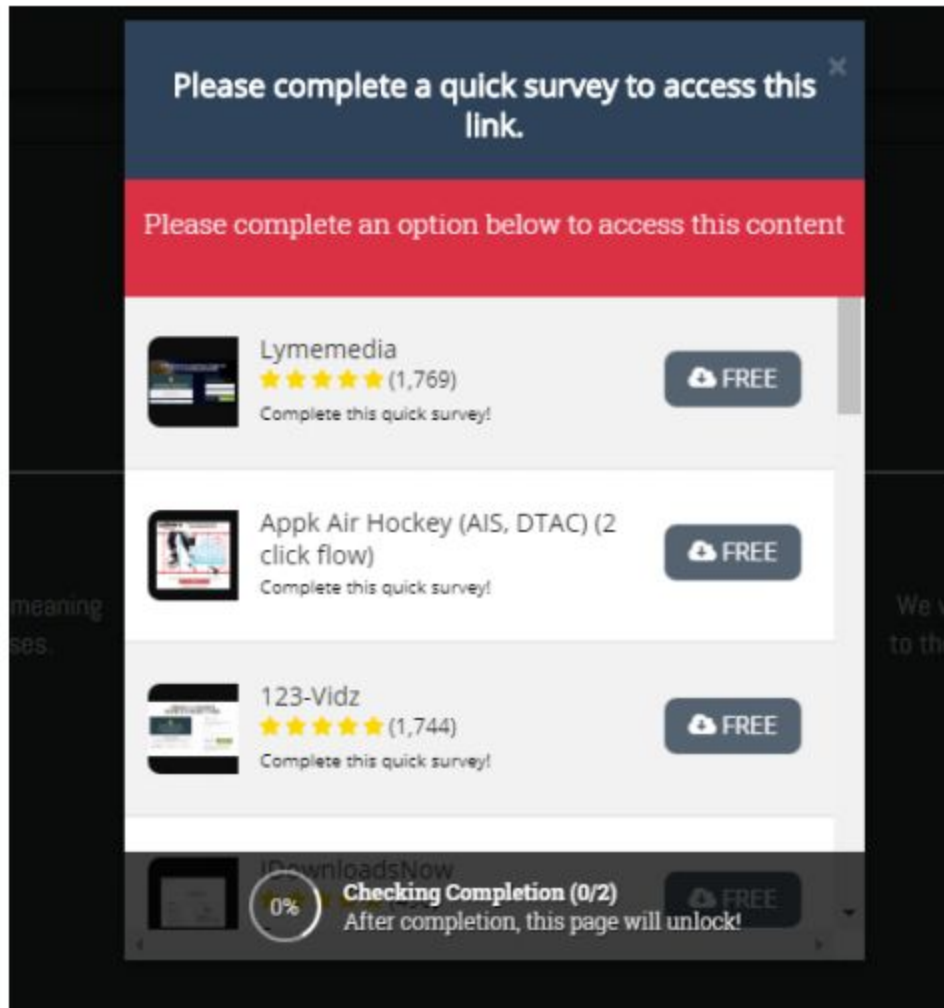 Please complete a quick survey to access this
link.
×
Please complete an option below to access this content
Lymemedia
(1,769)
Complete this quick survey!
FREE
Appk Air Hockey (AIS, DTAC) (2
click flow)
Complete this quick survey!
FREE
meaning
ses.
We
to th
123-Vidz
(1,744)
Complete this quick survey!
FREE
IDownloadsNow
FREE
0%
Checking Completion (0/2)
After completion, this page will unlock!